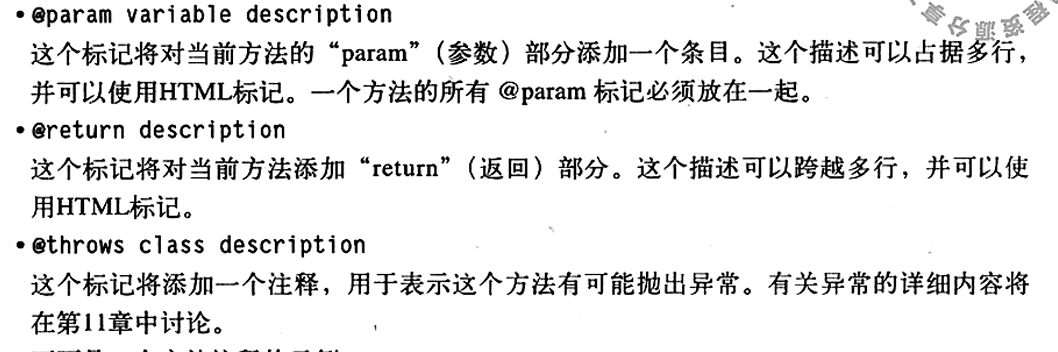 • @param variable description
这个标记将对当前方法的“param”（参数）部分添加一个条目。这个描述可以占据多行，
并可以使用HTML标记。一个方法的所有 @param 标记必须放在一起。
• @return description
这个标记将对当前方法添加“return”（返回）部分。这个描述可以跨越多行，并可以使
用HTML标记。
• @throws class description
这个标记将添加一个注释，用于表示这个方法有可能抛出异常。有关异常的详细内容将
在第11章中讨论。
程资源分享